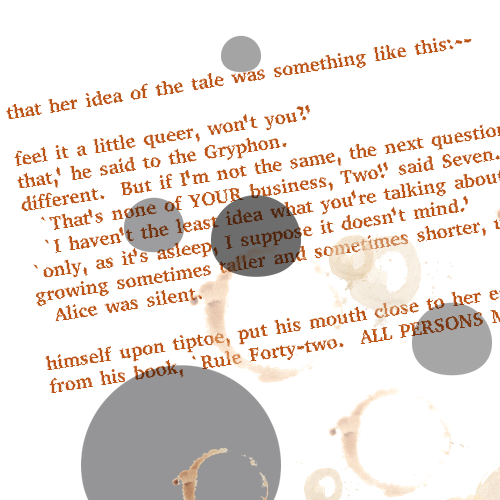 that her idea of the tale was something like this:--
feel it a little queer, won't you?'
that,' he said to the Gryphon.
different.  But if I'm not the same, the next question
`That's none of YOUR business, Two!' said Seven.
`I haven't the least idea what you're talking about
`only, as it's asleep, I suppose it doesn't mind.'
growing sometimes taller and sometimes shorter,
Alice was silent.
himself upon tiptoe, put his mouth close to her
from his book, `Rule Forty-two.  ALL PERSONS